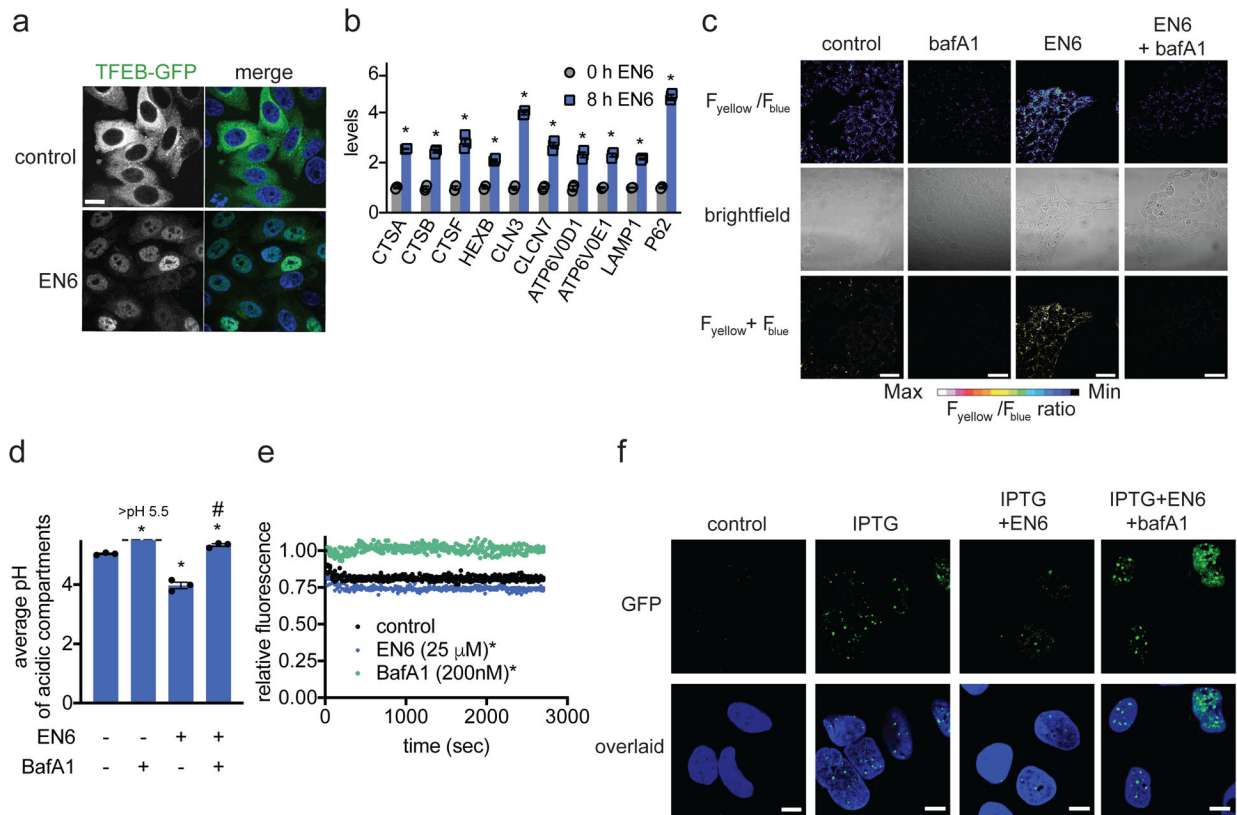 a
TFEB-GFP merge
control
EN6
b
levels
6
4
2
0
0 h EN6
8 h EN6
* * * * * * * * * *
CTSA CTSB CTSF HEXB CLN3 CLCN7 ATP6V0D1 ATP6V0E1 LAMP1 P62
c
control bafA1 EN6 EN6 + bafA1
Fyellow /Fblue
brightfield
Fyellow+ Fblue
Max Min
Fyellow /Fblue ratio
d
average pH
of acidic compartments
4
2
0
>pH 5.5
* * # *
EN6 - - + +
BafA1 - + - +
e
relative fluorescence
1.00
0.75
0.50
0.25
0.00
control
EN6 (25 μM)*
BafA1 (200nM)*
0 1000 2000 3000
time (sec)
f
control IPTG IPTG +EN6 IPTG+EN6 +bafA1
GFP
overlaid